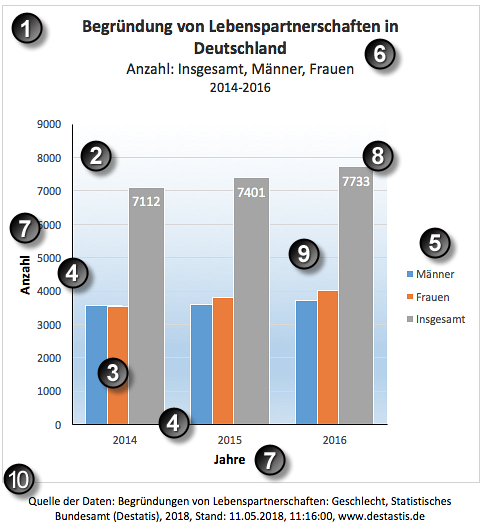 1
Begründung von Lebenspartnerschaften in
Deutschland
6
Anzahl: Insgesamt, Männer, Frauen
2014-2016
9000
8000
7000
6000
5000
4000
3000
2000
1000
0
2
8
7112
7401
7733
7
Anzahl
4
9
5
Männer
Frauen
Insgesamt
3
4
2014
2015
2016
Jahre
7
10
Quelle der Daten: Begründungen von Lebenspartnerschaften: Geschlecht, Statistisches
Bundesamt (Destatis), 2018, Stand: 11.05.2018, 11:16:00, www.destastis.de